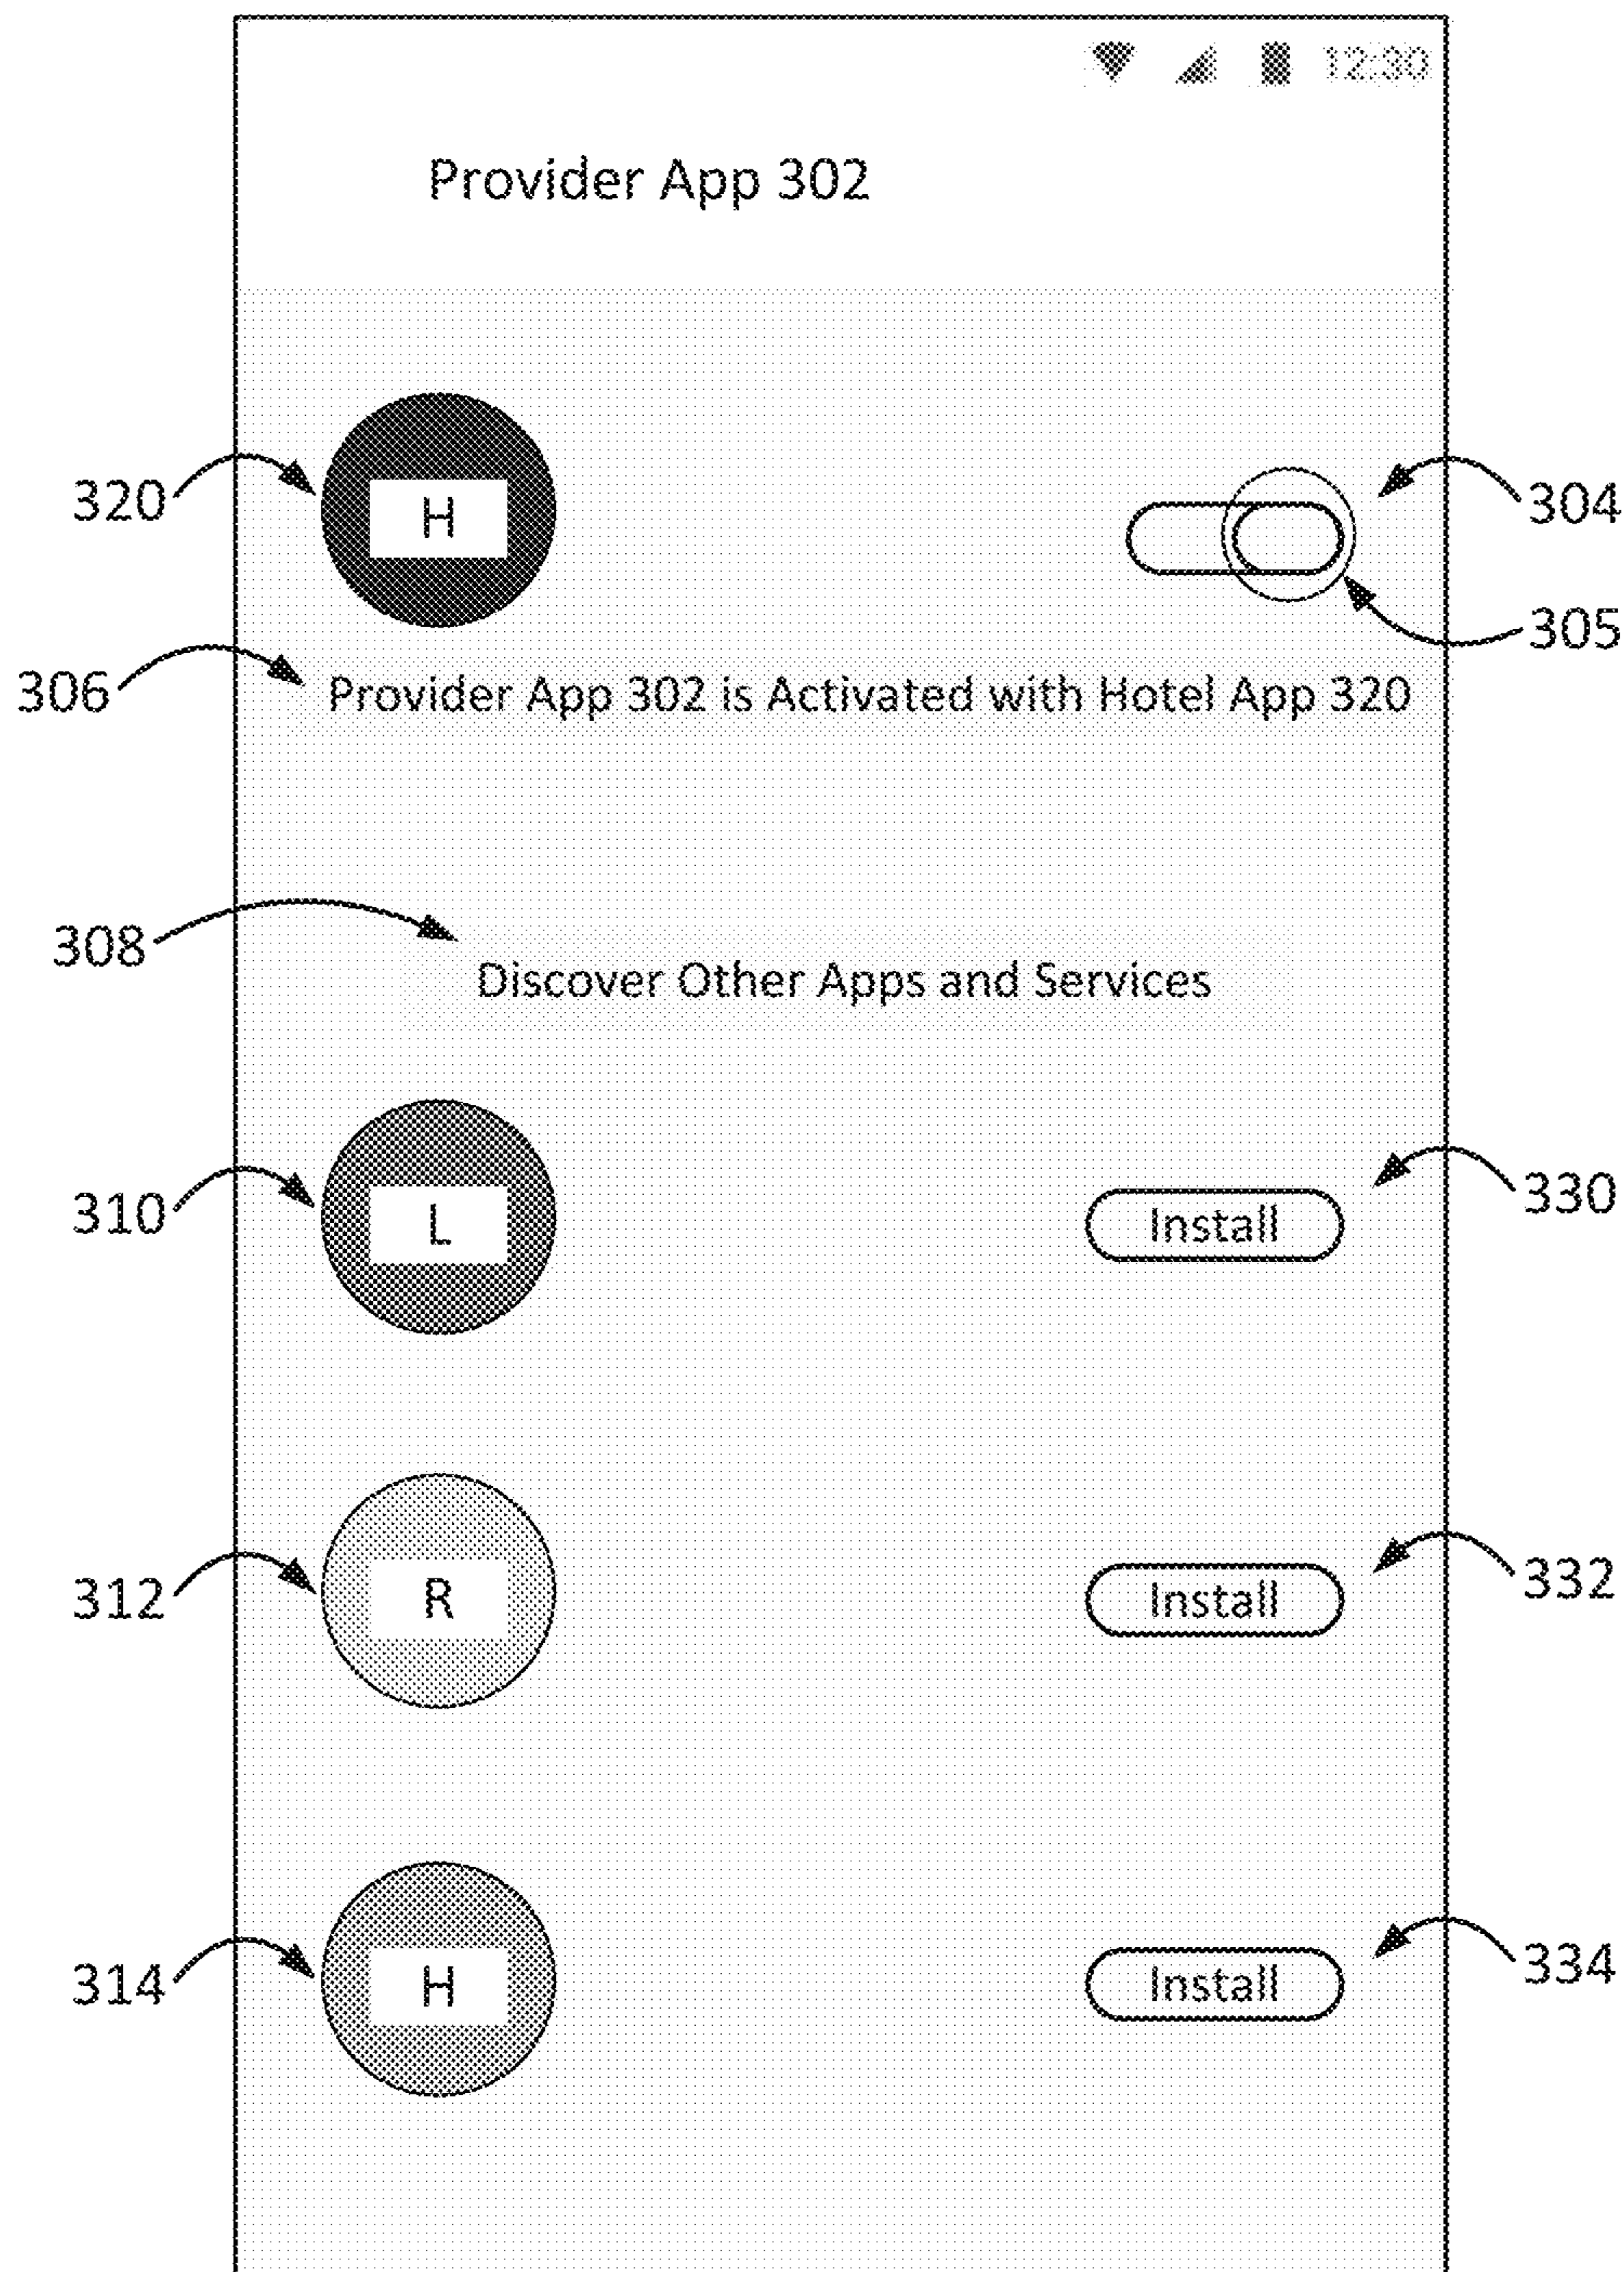 12:30
Provider App 302
320
H
304
305
306
Provider App 302 is Activated with Hotel App 320
308
Discover Other Apps and Services
310
L
Install
330
312
R
Install
332
314
H
Install
334